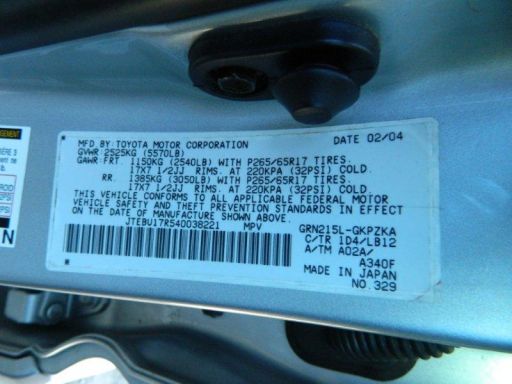 MFD. BY: TOYOTA MOTOR CORPORATION DATE 02/04
GVWR: 2525KG (5570LB)
GAWR: FRT. 1150KG (2540LB) WITH P265/65R17 TIRES.
17X7 1/2JJ RIMS. AT 220KPA (32PSI) COLD.
RR. 1385KG (3050LB) WITH P265/65R17 TIRES.
17X7 1/2JJ RIMS. AT 220KPA (32PSI) COLD.
THIS VEHICLE CONFORMS TO ALL APPLICABLE FEDERAL MOTOR
VEHICLE SAFETY AND THEFT PREVENTION STANDARDS IN EFFECT
ON THE DATE OF MANUFACTURE SHOWN ABOVE.
JTEBU17R540038221 MPV GRN215L-GKPZKA
C/TR 1D4/LB12
A/TM A02A/
A340F
MADE IN JAPAN
NO.329